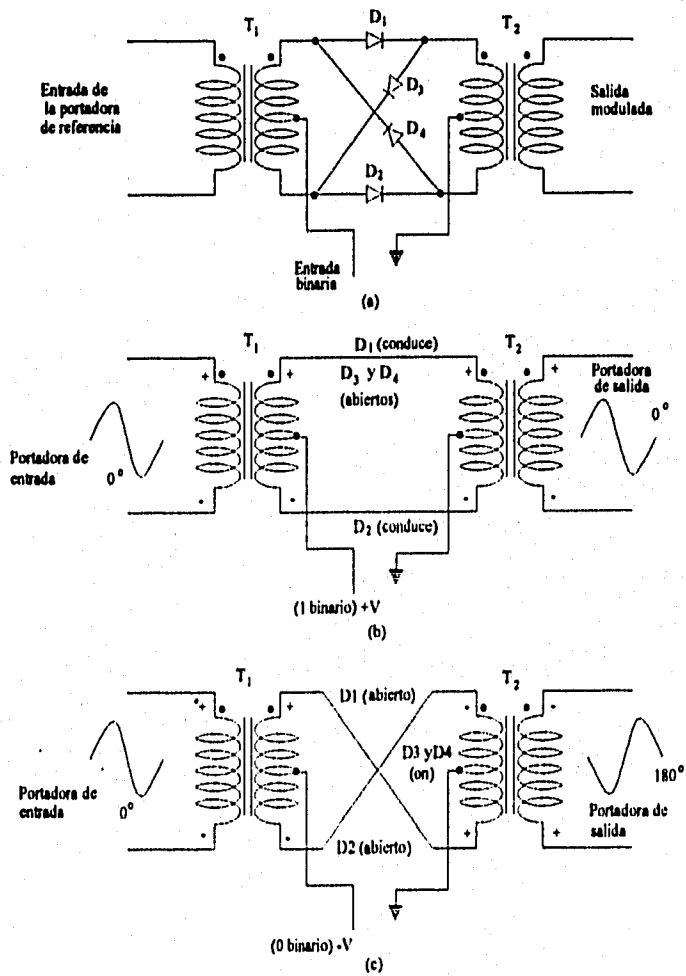 T1
D1
T2
D3
D4
D2
Entrada de
la portadora
de referencia
Salida
modulada
Entrada
binaria
(a)
T1
D1 (conduce)
T2
D3 y D4
(abiertos)
Portadora
de salida
+
+
+
+
0°
Portadora de
entrada
0°
-
-
-
-
D2 (conduce)
(1 binario) +V
(b)
T1
D1 (abierto)
T2
+
+
-
-
D3 y D4
(on)
180°
Portadora de
entrada
0°
Portadora de
salida
-
-
+
+
D2 (abierto)
(0 binario) -V
(c)